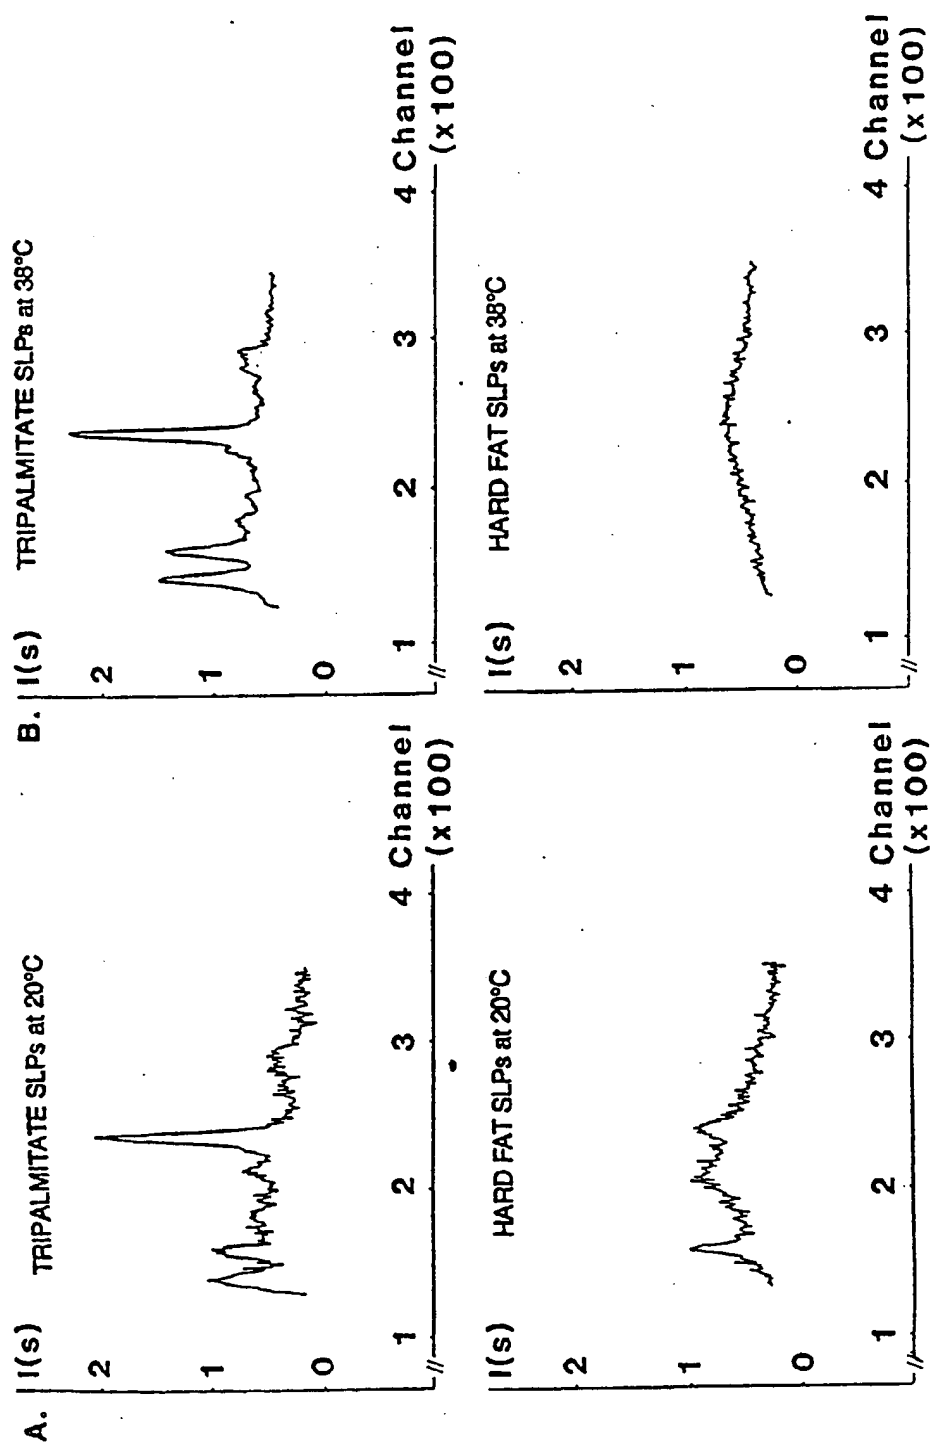 A.
I(s)
TRIPALMITATE SLPs at 20°C
2
1
0
1 2 3 4 Channel
(x100)
I(s)
HARD FAT SLPs at 20°C
2
1
0
1 2 3 4 Channel
(x100)
B.
I(s)
TRIPALMITATE SLPs at 38°C
2
1
0
1 2 3 4 Channel
(x100)
I(s)
HARD FAT SLPs at 38°C
2
1
0
1 2 3 4 Channel
(x100)